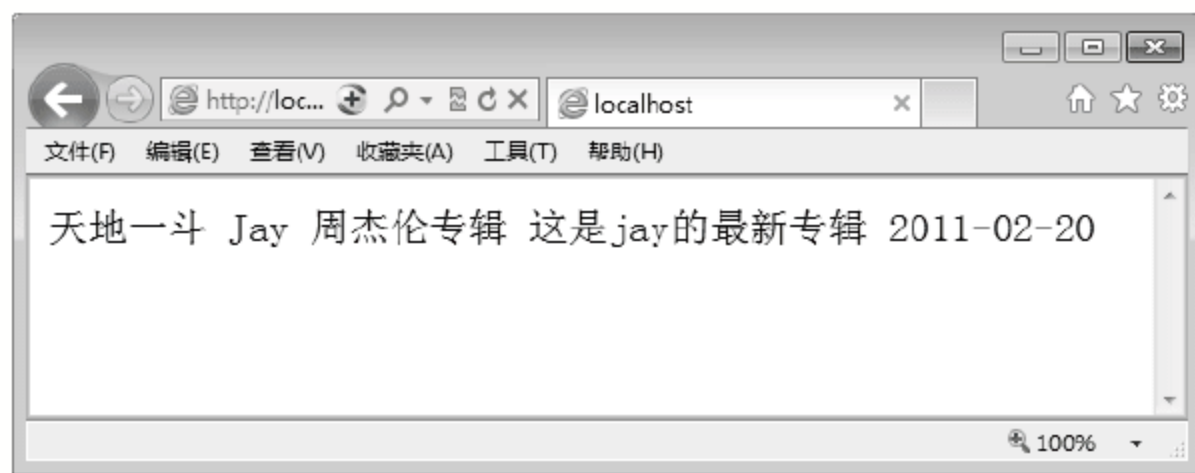 http://loc... localhost
文件(F) 编辑(E) 查看(V) 收藏夹(A) 工具(T) 帮助(H)
天地一斗 Jay 周杰伦专辑 这是jay的最新专辑 2011-02-20
100%